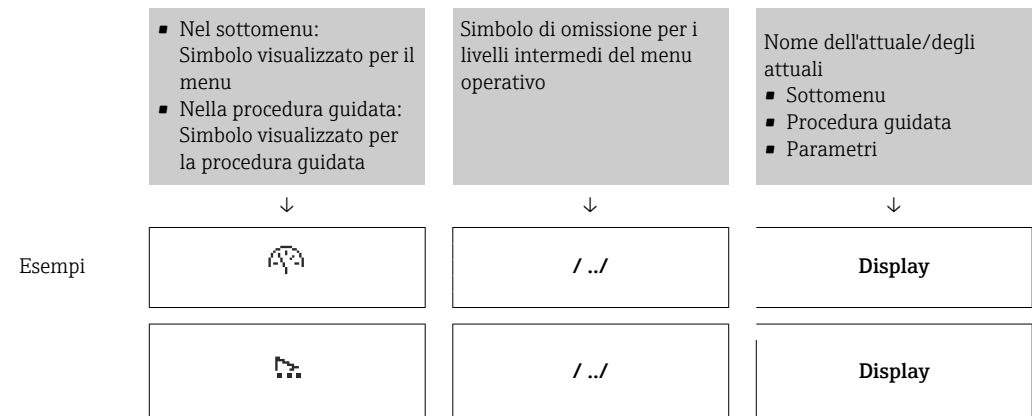 ▪ Nel sottomenu:
Simbolo visualizzato per il
menu
▪ Nella procedura guidata:
Simbolo visualizzato per
la procedura guidata
Simbolo di omissione per i
livelli intermedi del menu
operativo
Nome dell'attuale/degli
attuali
▪ Sottomenu
▪ Procedura guidata
▪ Parametri
↓ ↓ ↓
Esempi / ../ Display
/ ../ Display